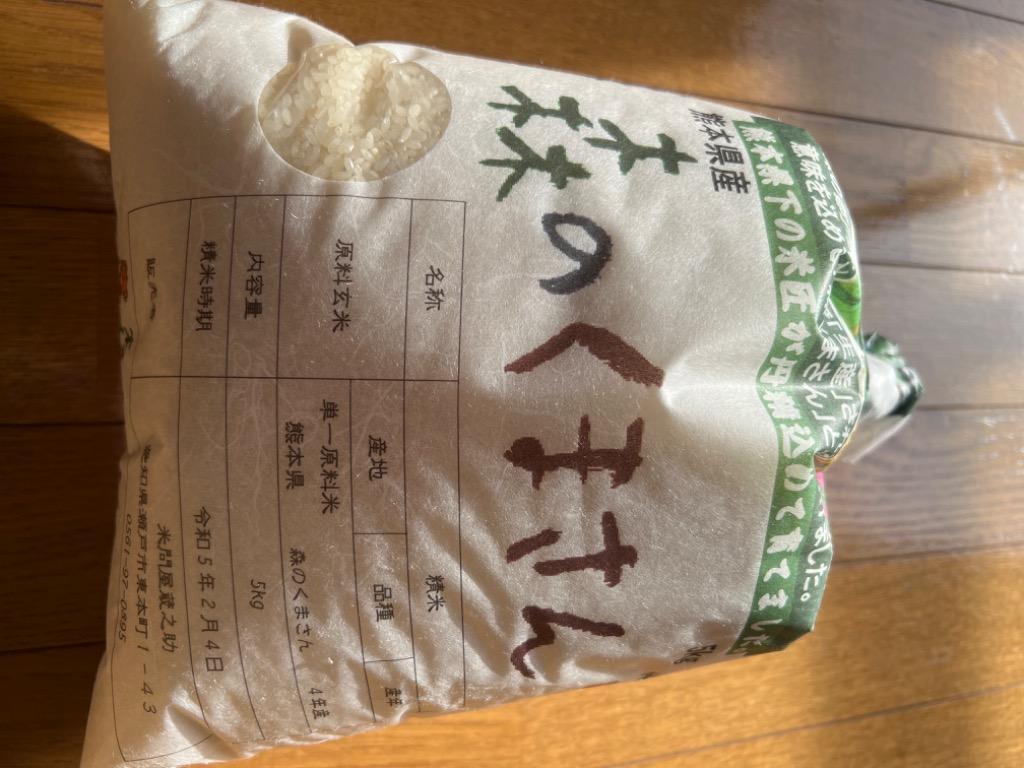 熊本県下の米匠が丹精込めて育てました。
熊本県産
森のくまさん
5kg
名称 精米
原料玄米 産地 品種 産年
単一原料米
熊本県 森のくまさん 4年産
内容量 5kg
精米時期 令和5年2月4日
米問屋蔵之助
愛知県瀬戸市東本町1-43
0561-97-0895